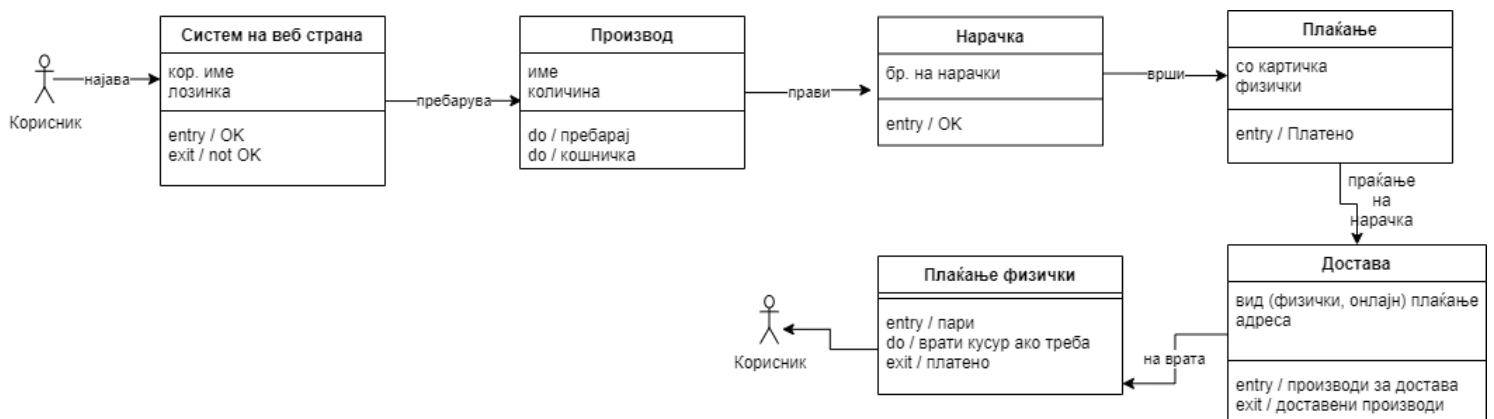 Корисник
најава
Систем на веб страна
кор. име
лозинка
entry / OK
exit / not OK
пребарува
Производ
име
количина
do / пребарај
do / кошничка
прави
Нарачка
бр. на нарачки
entry / OK
врши
Плаќање
со картичка
физички
entry / Платено
праќање
на
нарачка
Достава
вид (физички, онлајн) плаќање
адреса
entry / производи за достава
exit / доставени производи
на врата
Плаќање физички
entry / пари
do / врати кусур ако треба
exit / платено
Корисник